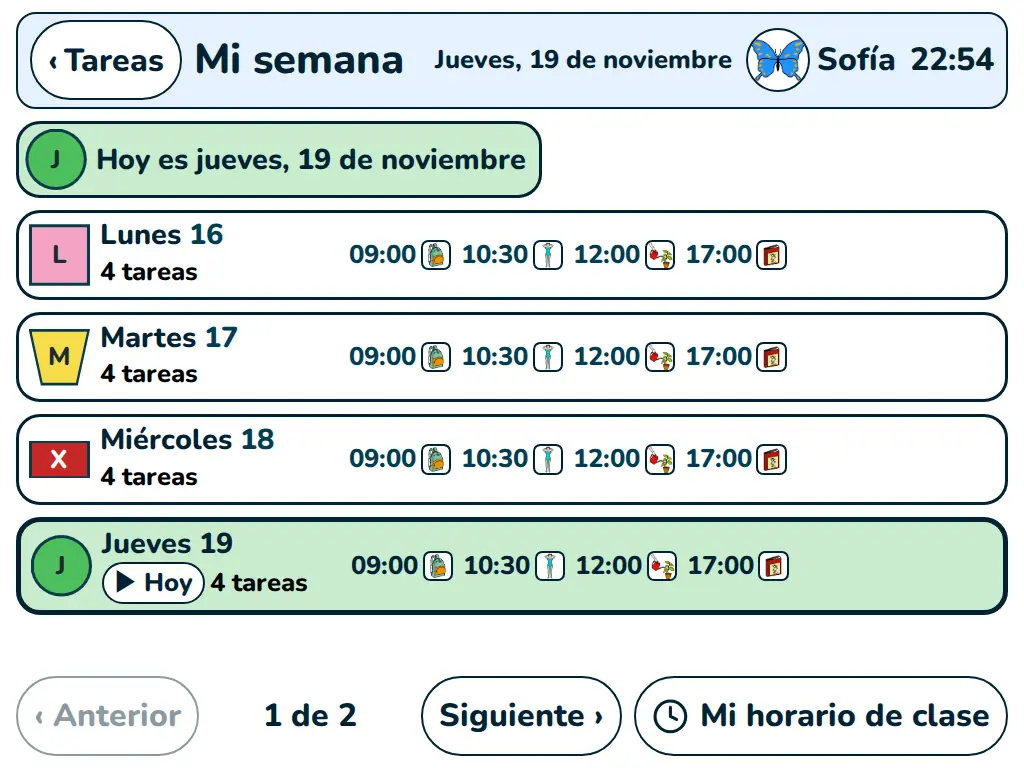 ‹ Tareas Mi semana Jueves, 19 de noviembre Sofía 22:54
J Hoy es jueves, 19 de noviembre
L Lunes 16
4 tareas
09:00 10:30 12:00 17:00
M Martes 17
4 tareas
09:00 10:30 12:00 17:00
X Miércoles 18
4 tareas
09:00 10:30 12:00 17:00
J Jueves 19
▶ Hoy 4 tareas
09:00 10:30 12:00 17:00
‹ Anterior 1 de 2 Siguiente › Mi horario de clase